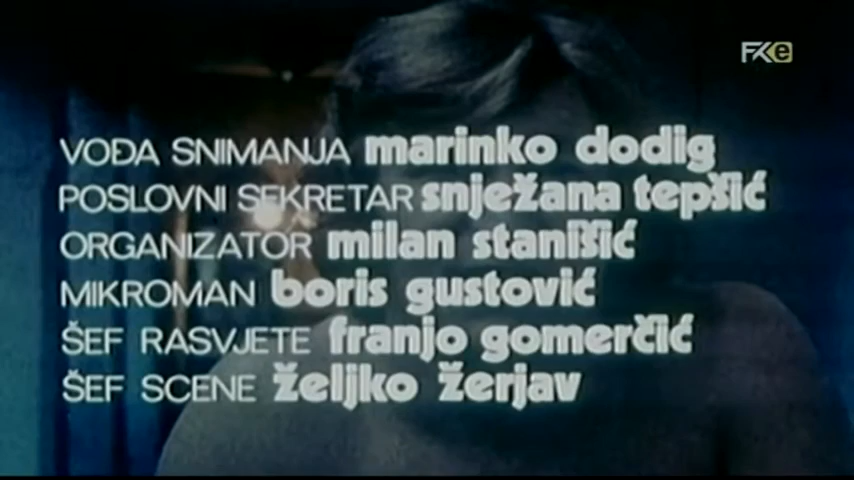 FKe
VOĐA SNIMANJA marinko dodig
POSLOVNI SEKRETAR snježana tepšić
ORGANIZATOR milan stanišić
MIKROMAN boris gustović
ŠEF RASVJETE franjo gomerčić
ŠEF SCENE željko žerjav